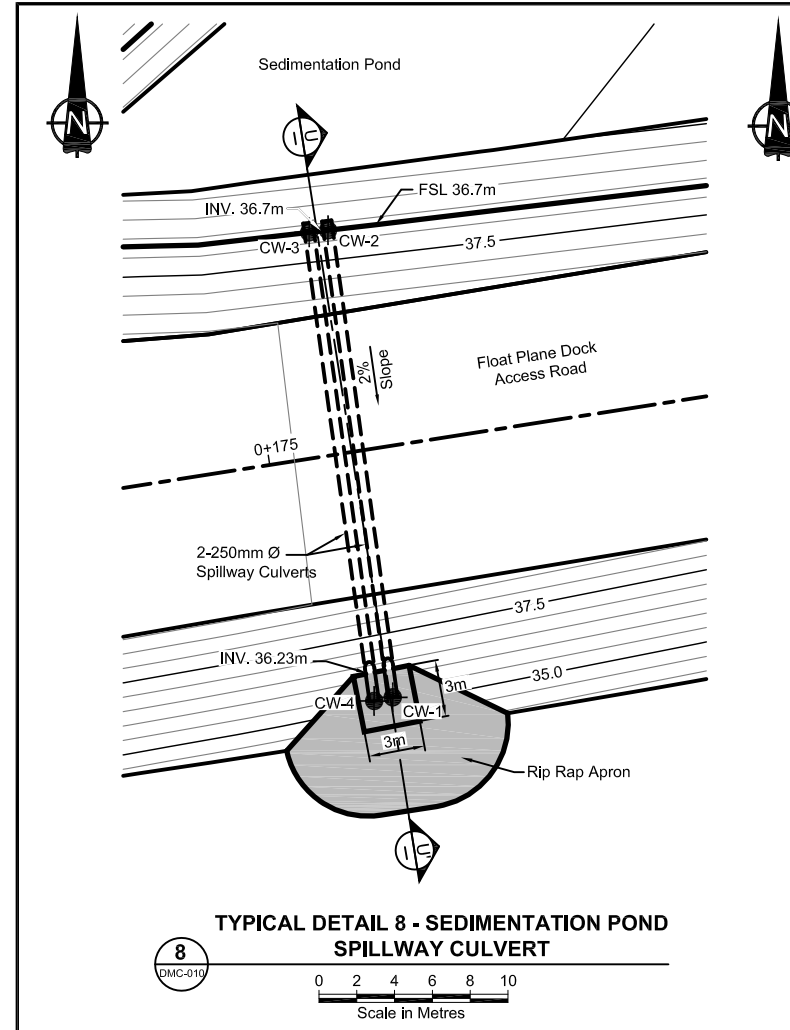 N
N
Sedimentation Pond
U
I
FSL 36.7m
INV. 36.7m
CW-3
CW-2
37.5
2%
Slope
Float Plane Dock
Access Road
0+175
2-250mm Ø
Spillway Culverts
37.5
INV. 36.23m
35.0
3m
CW-4
CW-1
3m
Rip Rap Apron
U'
I
TYPICAL DETAIL 8 - SEDIMENTATION POND
SPILLWAY CULVERT
8
DMC-010
0 2 4 6 8 10
Scale in Metres